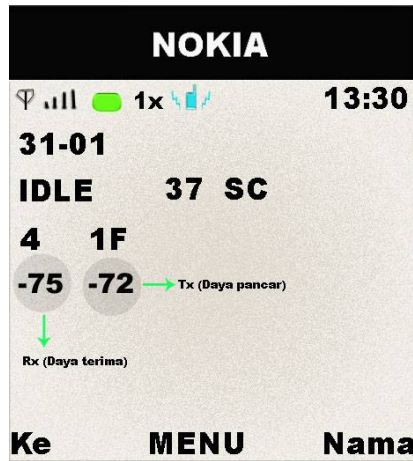 NOKIA
1x 13:30
31-01
IDLE 37 SC
4 1F
-75 -72 Tx (Daya pancar)
Rx (Daya terima)
Ke MENU Nama